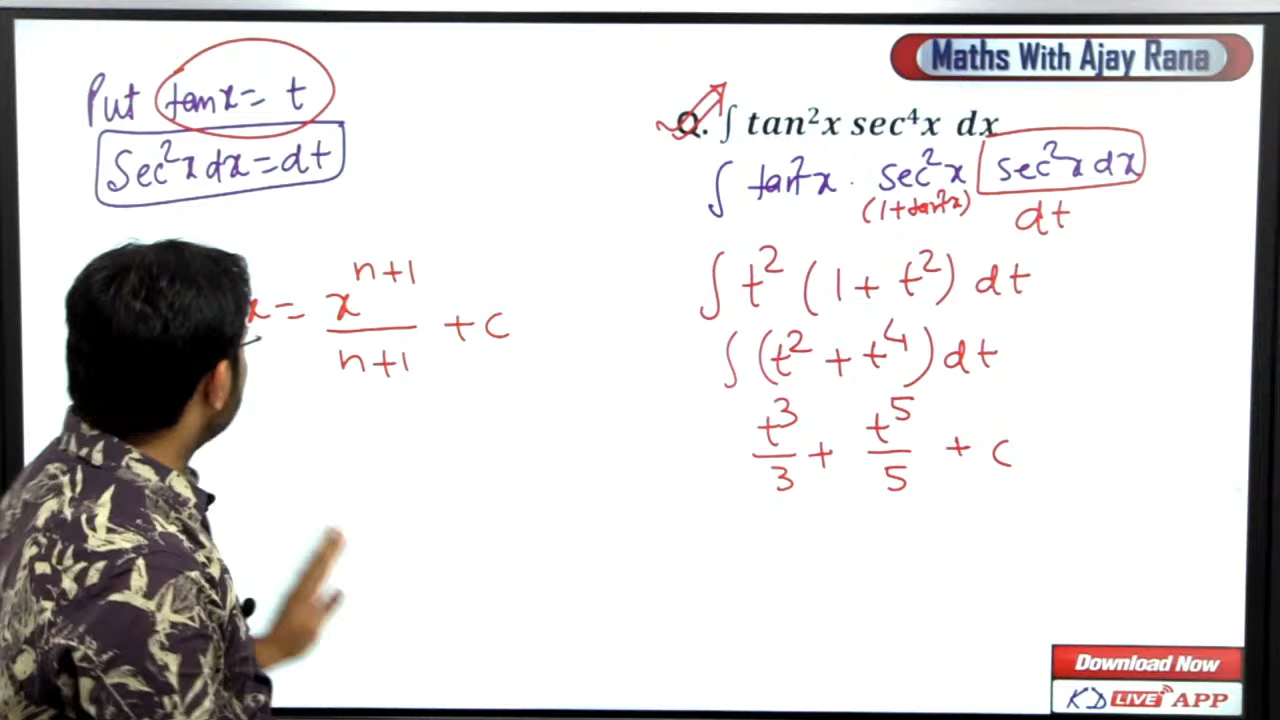 Maths With Ajay Rana
Put tanx = t
Sec²x dx = dt
x = x^(n+1)/(n+1) + c
Q. ∫ tan²x sec⁴x dx
∫ tan²x · sec²x sec²x dx
(1+tan²x) dt
∫ t² (1 + t²) dt
∫ (t² + t⁴) dt
t³/3 + t⁵/5 + c
Download Now
KD LIVE APP